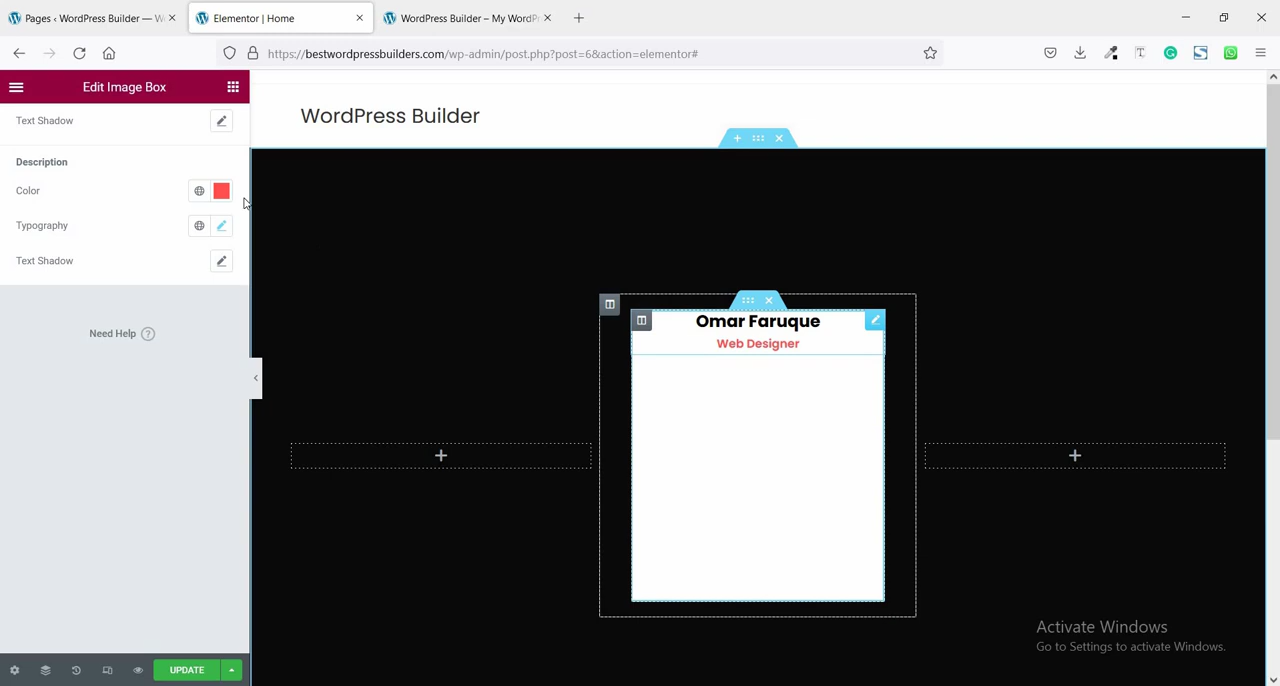 Pages ‹ WordPress Builder — W
Elementor | Home
WordPress Builder – My WordP
https://bestwordpressbuilders.com/wp-admin/post.php?post=6&action=elementor#
Edit Image Box
Text Shadow
Description
Color
Typography
Text Shadow
Need Help ?
UPDATE
WordPress Builder
Omar Faruque
Web Designer
Activate Windows
Go to Settings to activate Windows.